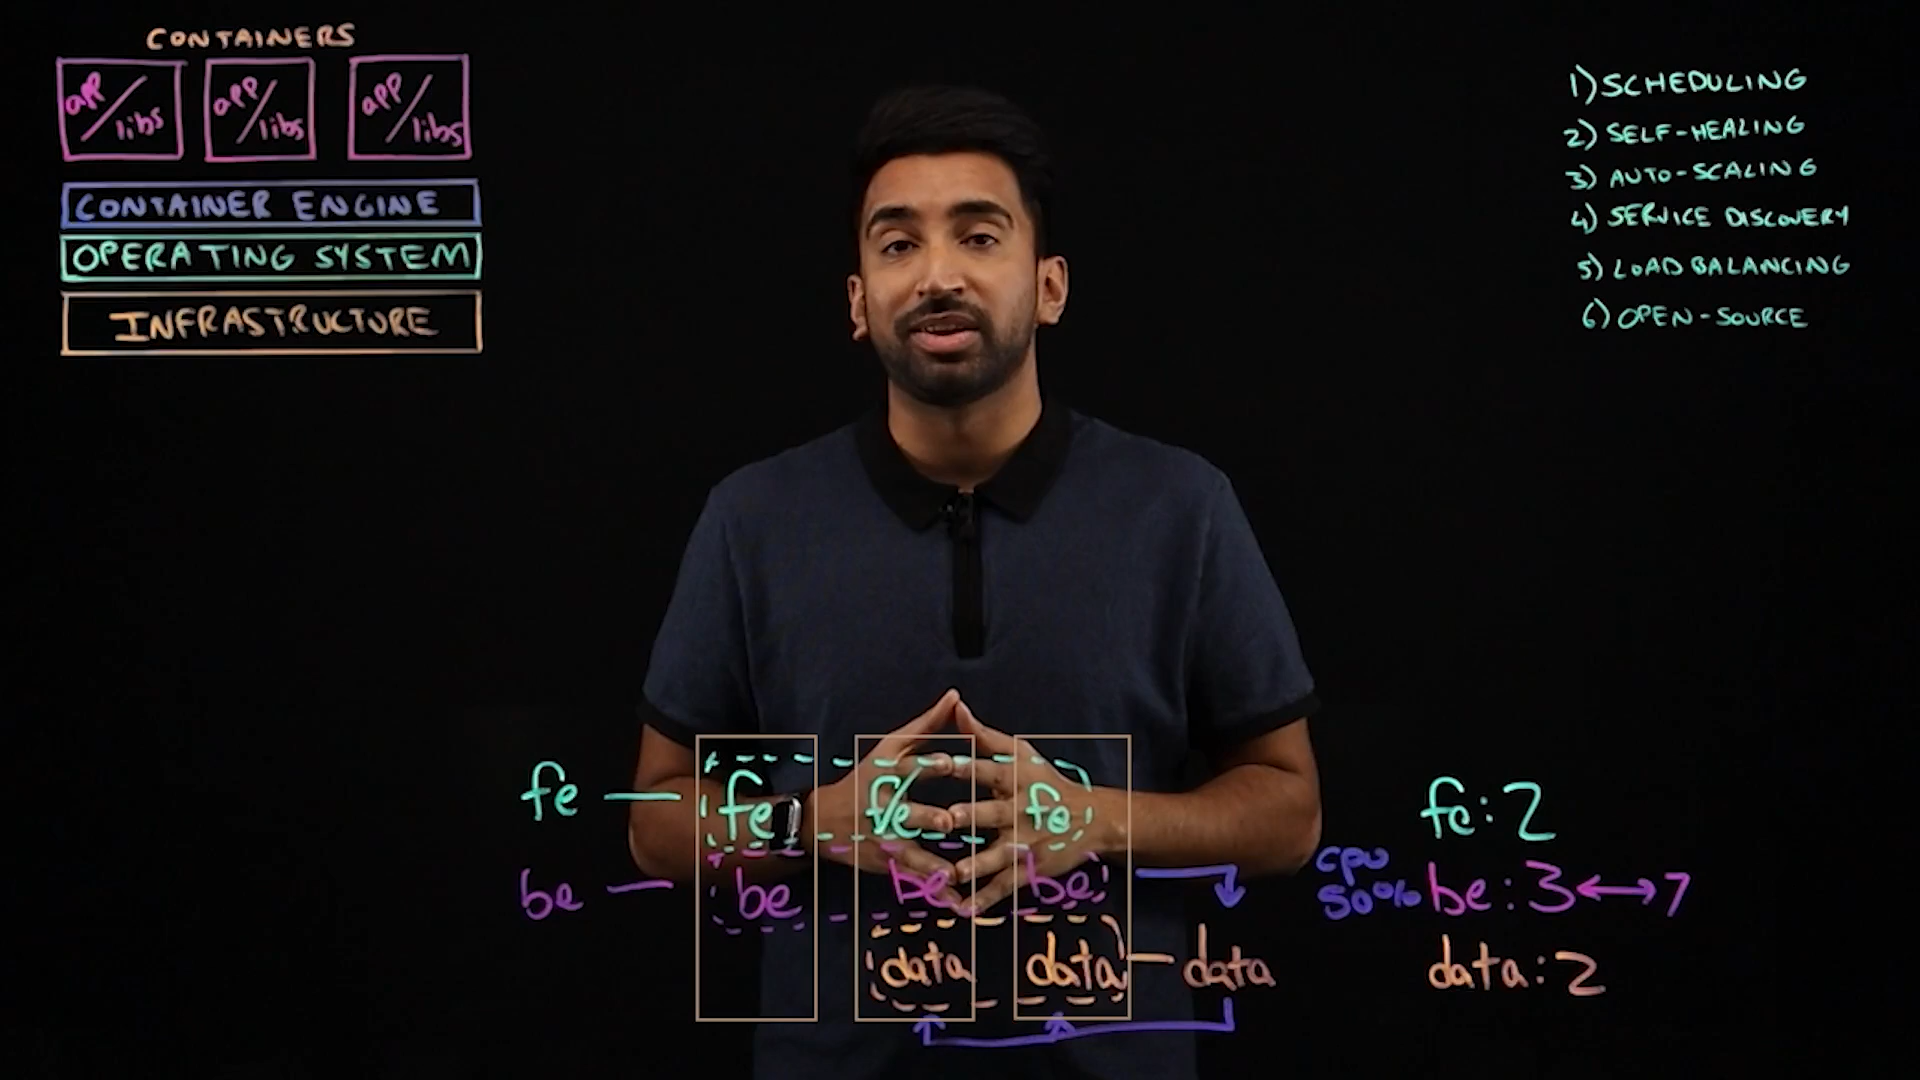 CONTAINERS
app/libs app/libs app/libs
CONTAINER ENGINE
OPERATING SYSTEM
INFRASTRUCTURE
1) SCHEDULING
2) SELF-HEALING
3) AUTO-SCALING
4) SERVICE DISCOVERY
5) LOAD BALANCING
6) OPEN-SOURCE
fe fe fe fe
be be be be
data data data
fe: 2
cpu
50% be: 3 ↔ 7
data: 2